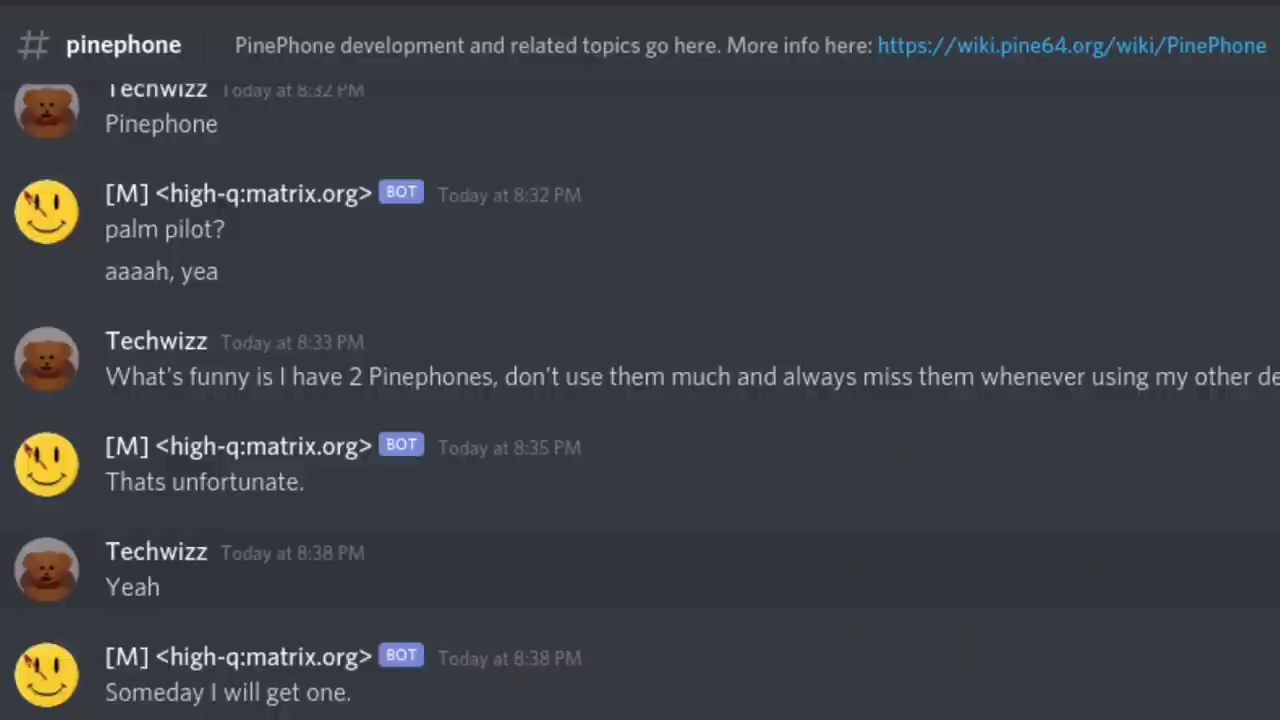 # pinephone PinePhone development and related topics go here. More info here: https://wiki.pine64.org/wiki/PinePhone
Techwizz Today at 8:32 PM
Pinephone
[M] <high-q:matrix.org> BOT Today at 8:32 PM
palm pilot?
aaaah, yea
Techwizz Today at 8:33 PM
What's funny is I have 2 Pinephones, don't use them much and always miss them whenever using my other
[M] <high-q:matrix.org> BOT Today at 8:35 PM
Thats unfortunate.
Techwizz Today at 8:38 PM
Yeah
[M] <high-q:matrix.org> BOT Today at 8:38 PM
Someday I will get one.